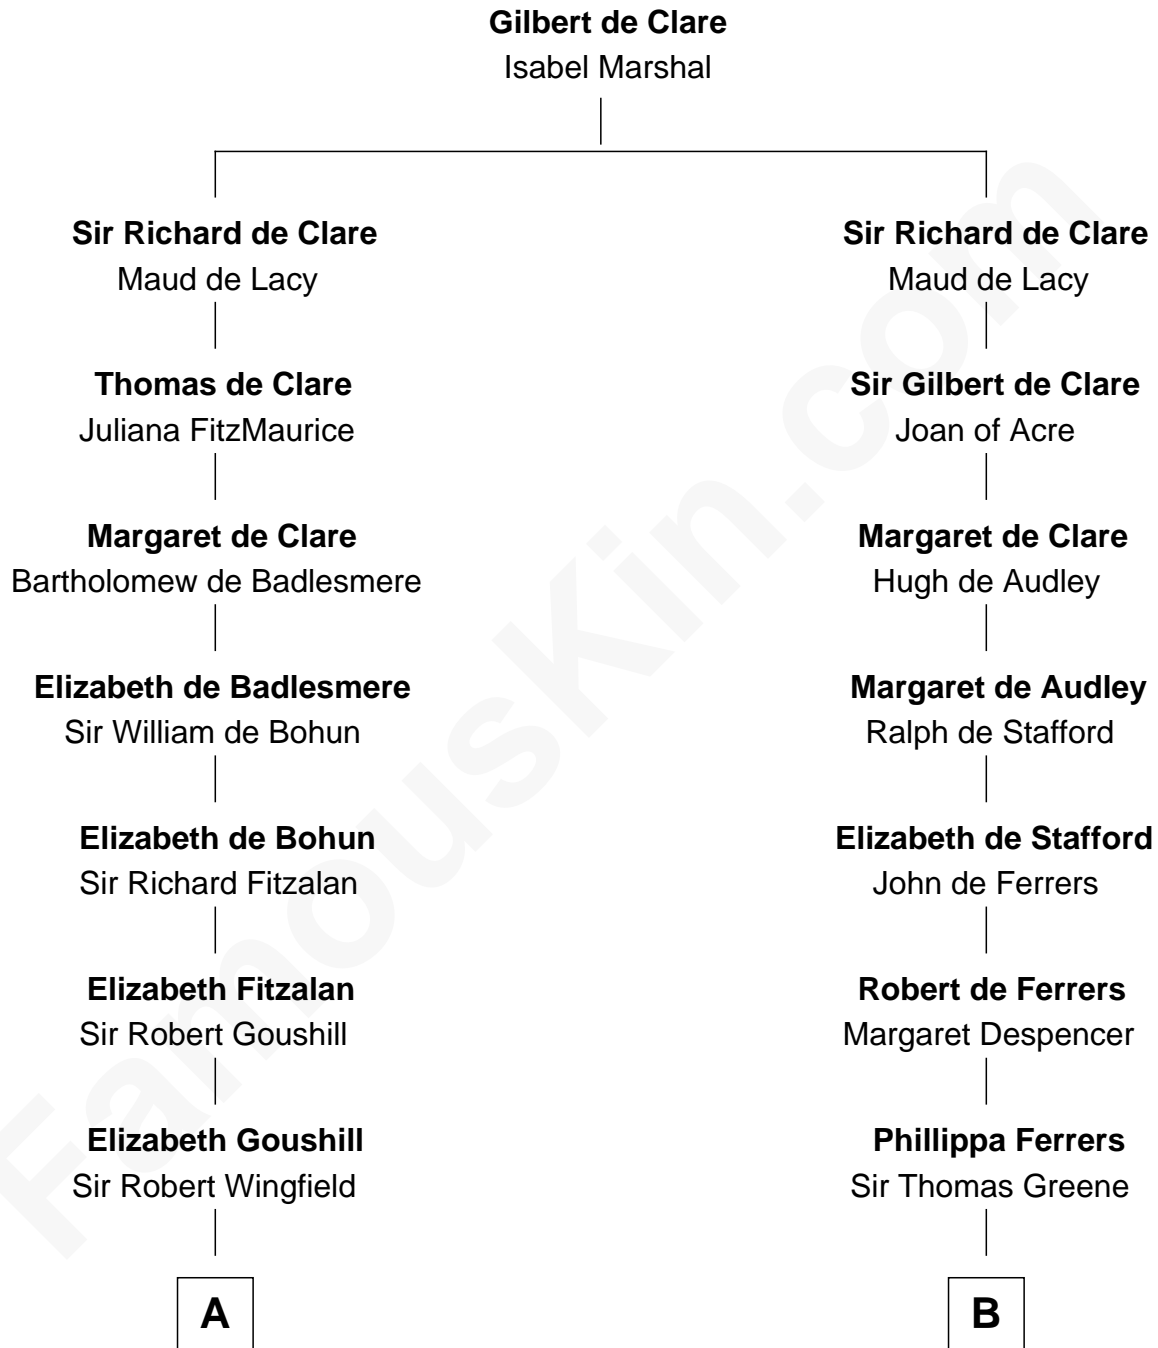 Gilbert de Clare
Isabel Marshal
Sir Richard de Clare
Maud de Lacy
Thomas de Clare
Juliana FitzMaurice
Margaret de Clare
Bartholomew de Badlesmere
Elizabeth de Badlesmere
Sir William de Bohun
Elizabeth de Bohun
Sir Richard Fitzalan
Elizabeth Fitzalan
Sir Robert Goushill
Elizabeth Goushill
Sir Robert Wingfield
A
Sir Richard de Clare
Maud de Lacy
Sir Gilbert de Clare
Joan of Acre
Margaret de Clare
Hugh de Audley
Margaret de Audley
Ralph de Stafford
Elizabeth de Stafford
John de Ferrers
Robert de Ferrers
Margaret Despencer
Phillippa Ferrers
Sir Thomas Greene
B
FamousKin.com